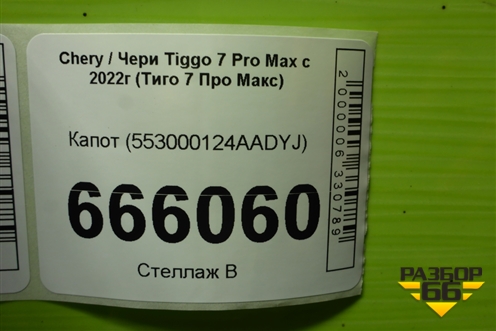 Chery / Чери Tiggo 7 Pro Max с
2022г (Тиго 7 Про Макс)
Капот (553000124AADYJ)
666060
Стеллаж В
2000006330789
РАЗБОР
66